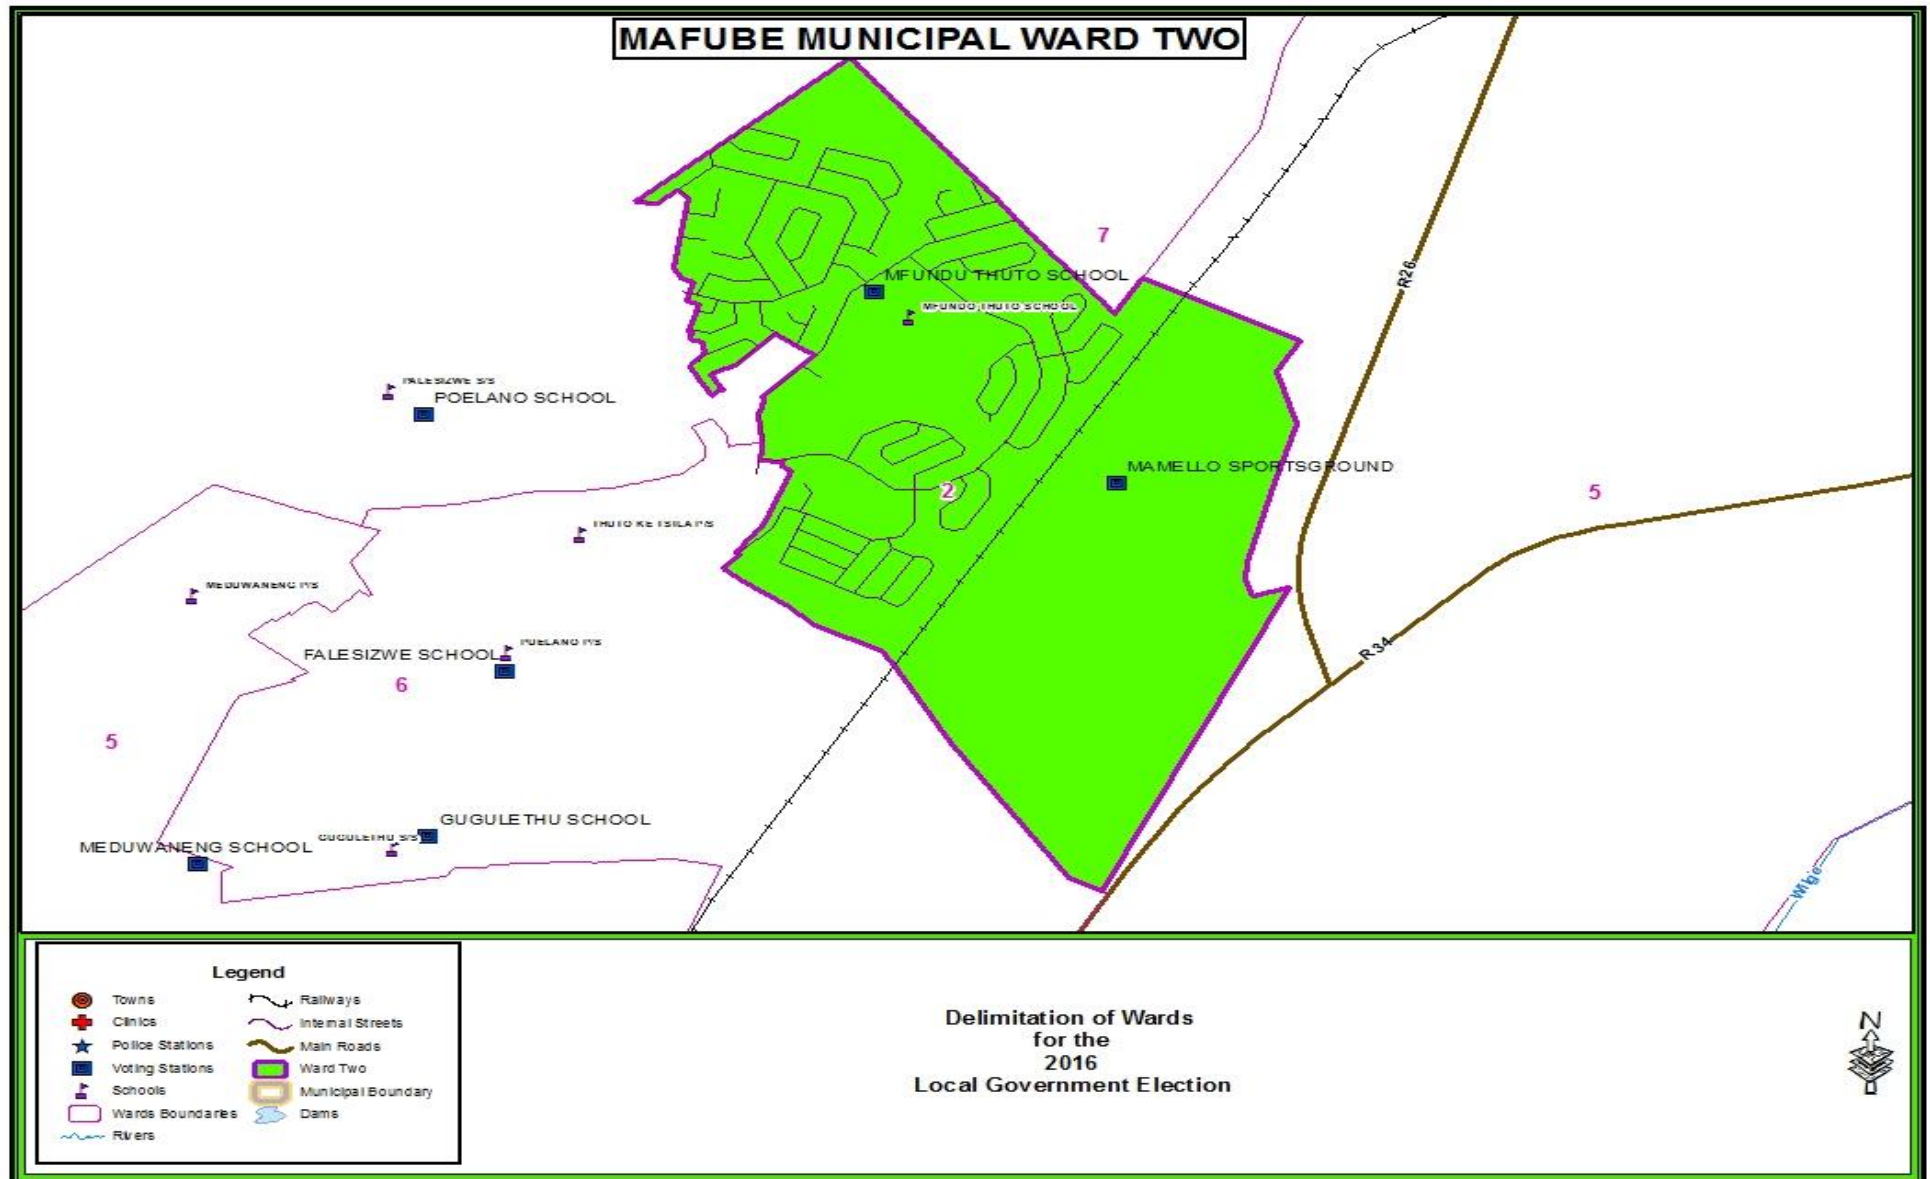 MAFUBE MUNICIPAL WARD TWO
7
MFUNDU THUTO SCHOOL
MFUNDO THUTO SCHOOL
R26
FALESIZWE S/S
POELANO SCHOOL
MAMELLO SPORTSGROUND
2
5
THUTO KE TSILA P/S
MEDUWANENG P/S
POELANO P/S
FALESIZWE SCHOOL
R34
6
5
GUGULETHU SCHOOL
GUGULETHU S/S
MEDUWANENG SCHOOL
Wilge
Legend
Towns
Clinics
Police Stations
Voting Stations
Schools
Wards Boundaries
Rivers
Railways
Internal Streets
Main Roads
Ward Two
Municipal Boundary
Dams
Delimitation of Wards
for the
2016
Local Government Election
N